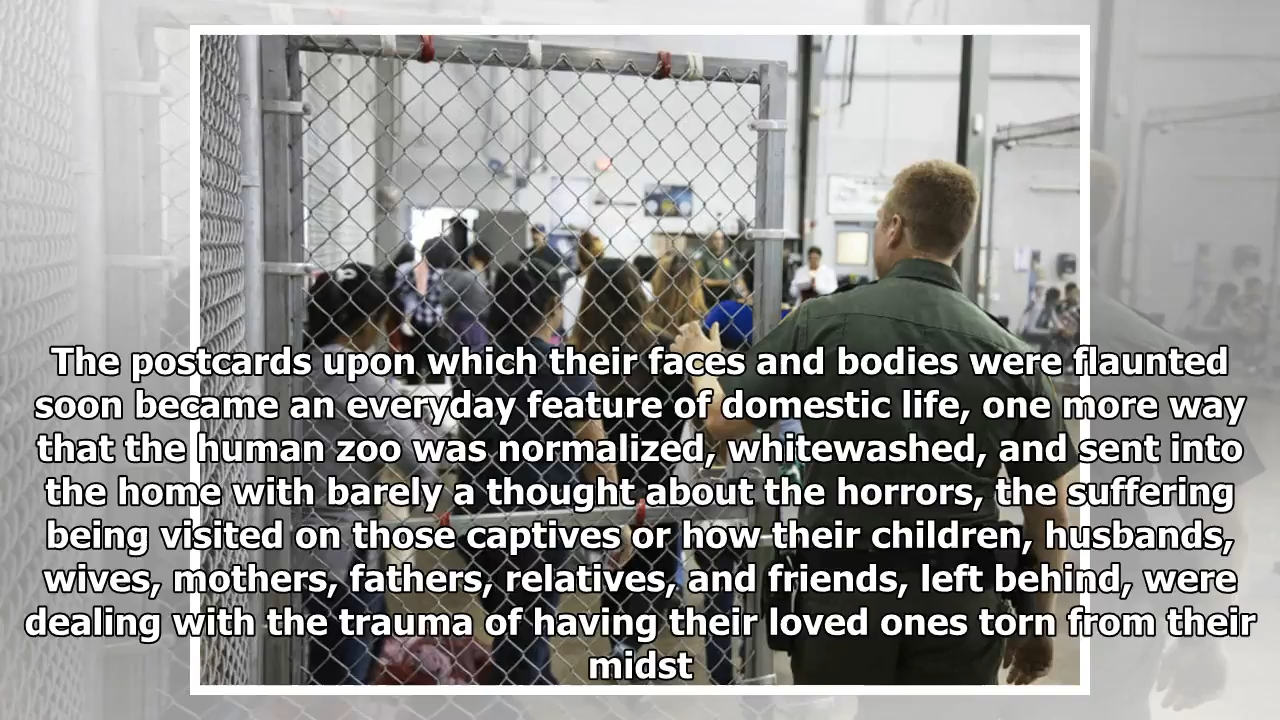 The postcards upon which their faces and bodies were flaunted
soon became an everyday feature of domestic life, one more way
that the human zoo was normalized, whitewashed, and sent into
the home with barely a thought about the horrors, the suffering
being visited on those captives or how their children, husbands,
wives, mothers, fathers, relatives, and friends, left behind, were
dealing with the trauma of having their loved ones torn from their
midst